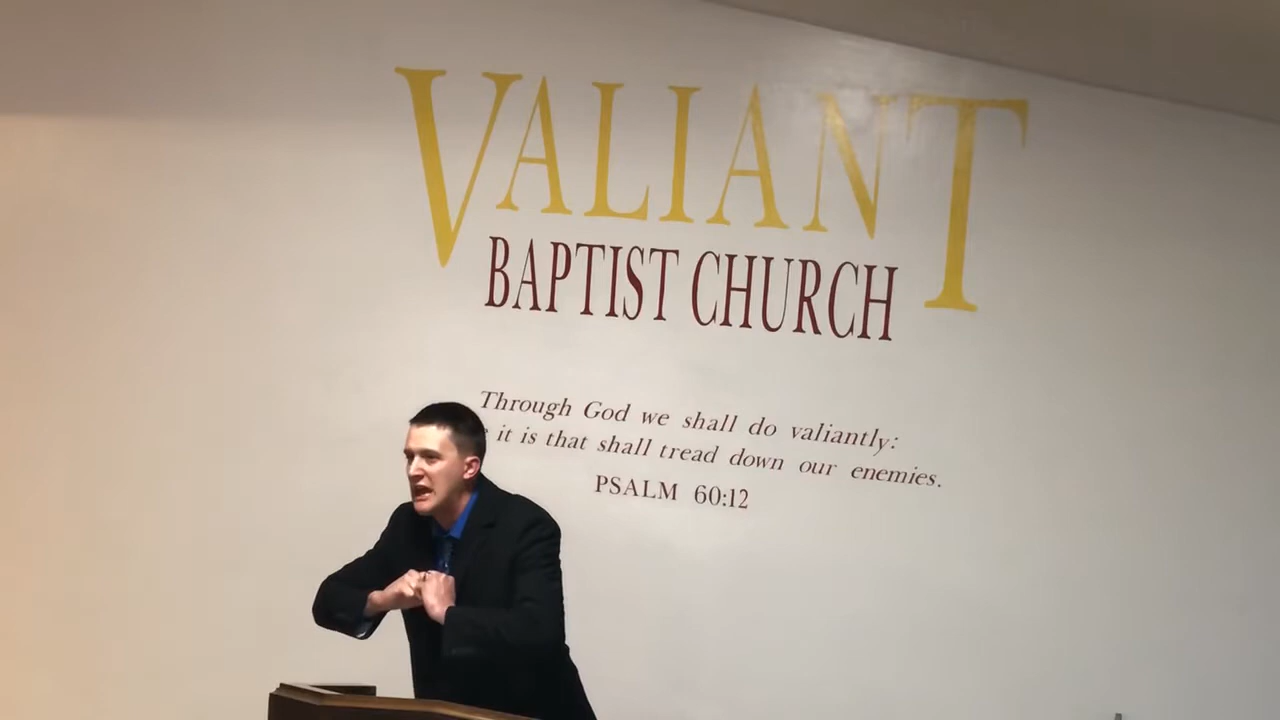 VALIANT
BAPTIST CHURCH
Through God we shall do valiantly:
it is that shall tread down our enemies.
PSALM 60:12